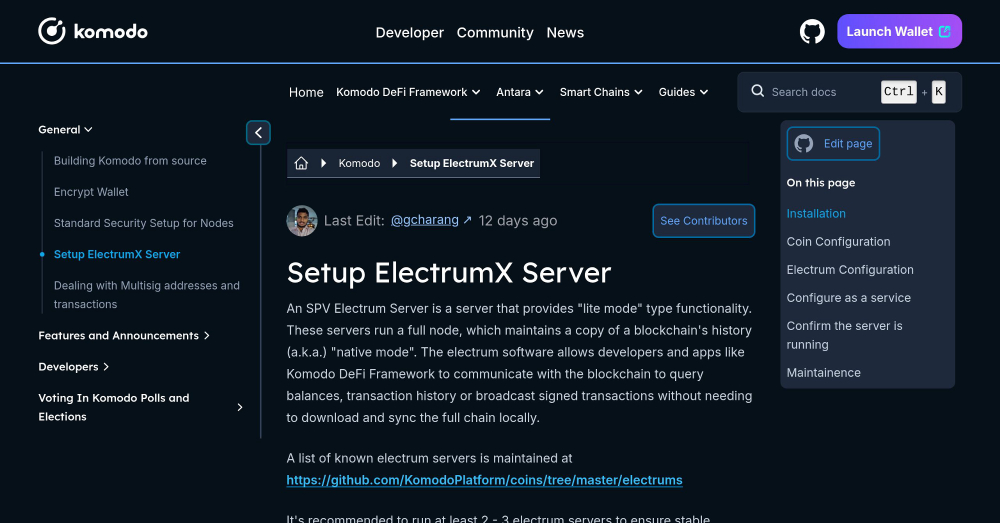 komodo
Developer Community News
Launch Wallet
Home Komodo DeFi Framework Antara Smart Chains Guides
Search docs Ctrl + K
General
Building Komodo from source
Encrypt Wallet
Standard Security Setup for Nodes
Setup ElectrumX Server
Dealing with Multisig addresses and
transactions
Features and Announcements
Developers
Voting In Komodo Polls and
Elections
Komodo Setup ElectrumX Server
Last Edit: @gcharang ↗ 12 days ago
See Contributors
Setup ElectrumX Server
An SPV Electrum Server is a server that provides "lite mode" type functionality.
These servers run a full node, which maintains a copy of a blockchain's history
(a.k.a.) "native mode". The electrum software allows developers and apps like
Komodo DeFi Framework to communicate with the blockchain to query
balances, transaction history or broadcast signed transactions without needing
to download and sync the full chain locally.
A list of known electrum servers is maintained at
https://github.com/KomodoPlatform/coins/tree/master/electrums
It's recommended to run at least 2 - 3 electrum servers to ensure stable
Edit page
On this page
Installation
Coin Configuration
Electrum Configuration
Configure as a service
Confirm the server is
running
Maintainence